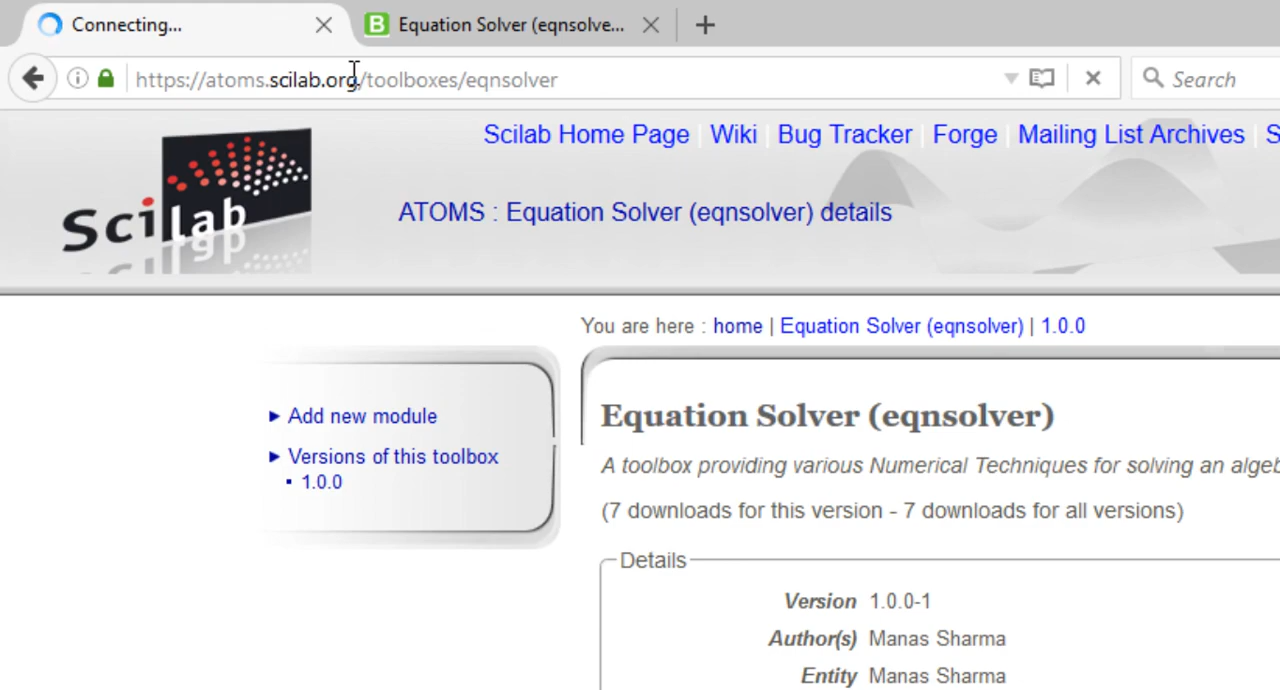 Connecting...
Equation Solver (eqnsolve...
https://atoms.scilab.org/toolboxes/eqnsolver
Search
Scilab Home Page | Wiki | Bug Tracker | Forge | Mailing List Archives | S
Scilab
ATOMS : Equation Solver (eqnsolver) details
You are here : home | Equation Solver (eqnsolver) | 1.0.0
Add new module
Versions of this toolbox
1.0.0
Equation Solver (eqnsolver)
A toolbox providing various Numerical Techniques for solving an algeb
(7 downloads for this version - 7 downloads for all versions)
Details
Version 1.0.0-1
Author(s) Manas Sharma
Entity Manas Sharma